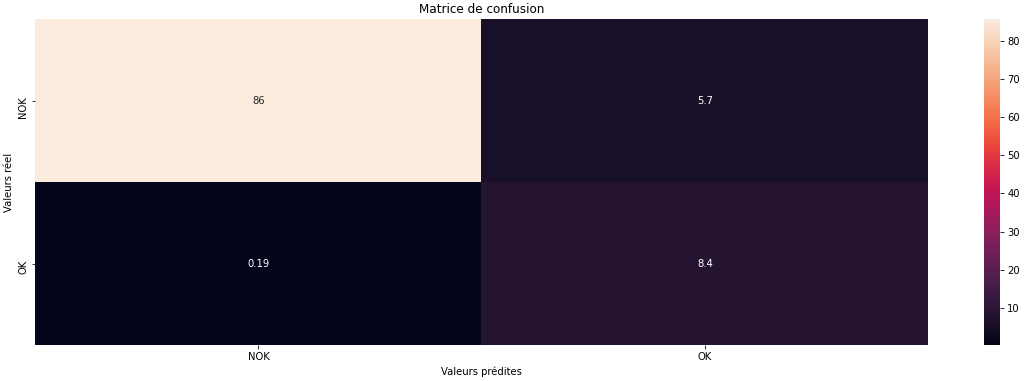 Matrice de confusion
Valeurs réel
NOK
OK
86
5.7
0.19
8.4
NOK
OK
Valeurs prédites
80
70
60
50
40
30
20
10